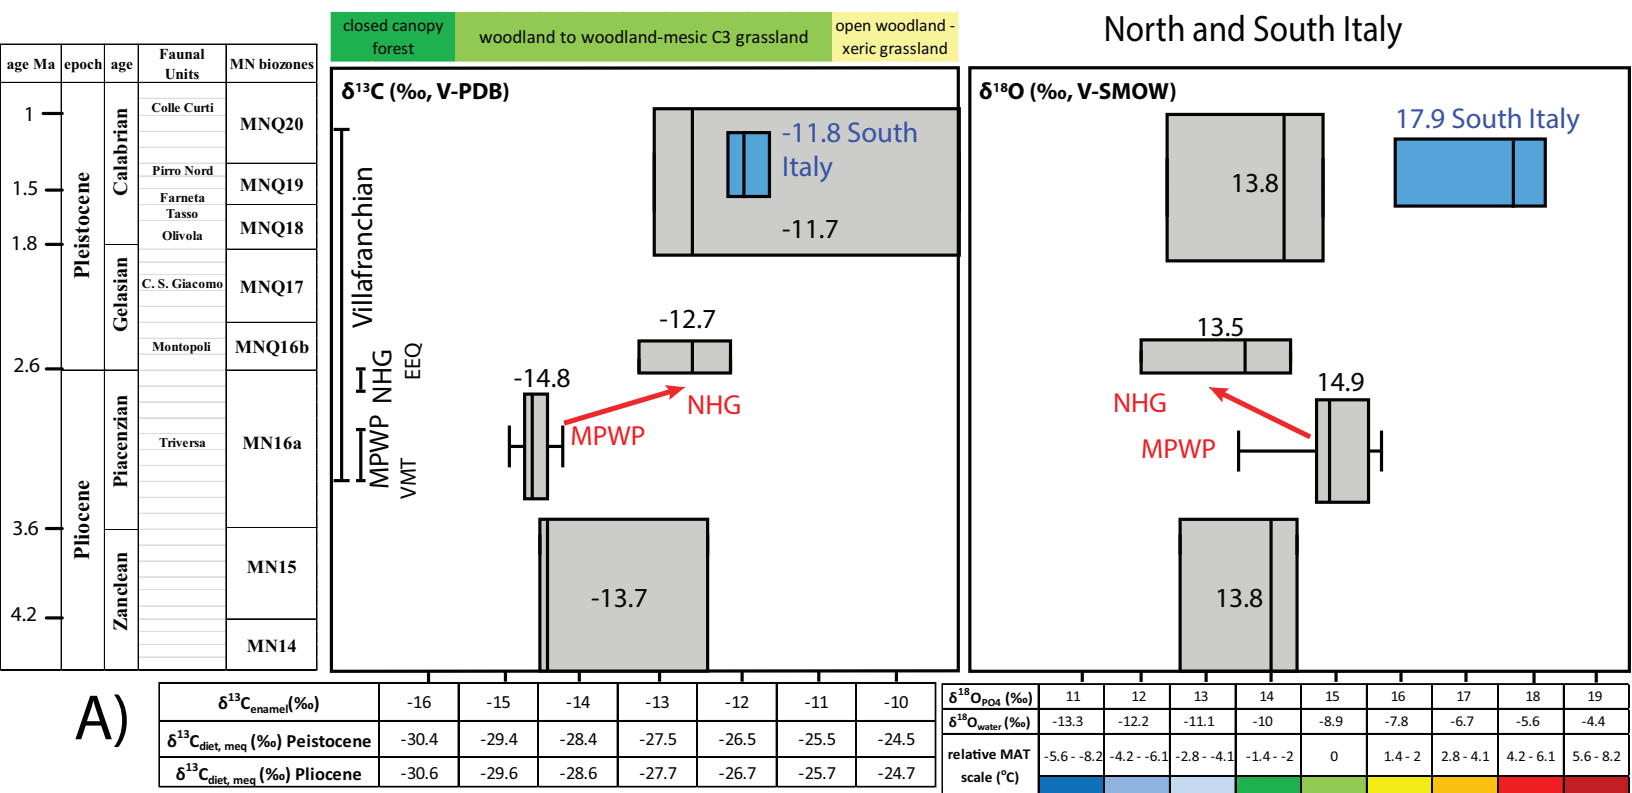 North and South Italy
closed canopy
forest
woodland to woodland-mesic C3 grassland
open woodland -
xeric grassland
age Ma epoch age Faunal Units MN biozones
1
1.5
1.8
2.6
3.6
4.2
Pleistocene
Pliocene
Calabrian
Gelasian
Piacenzian
Zanclean
Colle Curti
Pirro Nord
Farneta
Tasso
Olivola
C. S. Giacomo
Montopoli
Triversa
MNQ20
MNQ19
MNQ18
MNQ17
MNQ16b
MN16a
MN15
MN14
δ¹³C (‰, V-PDB)
Villafranchian
NHG
EEQ
MPWP
VMT
-11.8 South
Italy
-11.7
-12.7
-14.8
NHG
MPWP
-13.7
δ¹⁸O (‰, V-SMOW)
17.9 South Italy
13.8
13.5
14.9
NHG
MPWP
13.8
A)
δ¹³Cenamel(‰) -16 -15 -14 -13 -12 -11 -10
δ¹³Cdiet, meq (‰) Peistocene -30.4 -29.4 -28.4 -27.5 -26.5 -25.5 -24.5
δ¹³Cdiet, meq (‰) Pliocene -30.6 -29.6 -28.6 -27.7 -26.7 -25.7 -24.7
δ¹⁸OPO4 (‰) 11 12 13 14 15 16 17 18 19
δ¹⁸Owater (‰) -13.3 -12.2 -11.1 -10 -8.9 -7.8 -6.7 -5.6 -4.4
relative MAT
scale (°C)
-5.6 - -8.2 -4.2 - -6.1 -2.8 - -4.1 -1.4 - -2 0 1.4 - 2 2.8 - 4.1 4.2 - 6.1 5.6 - 8.2